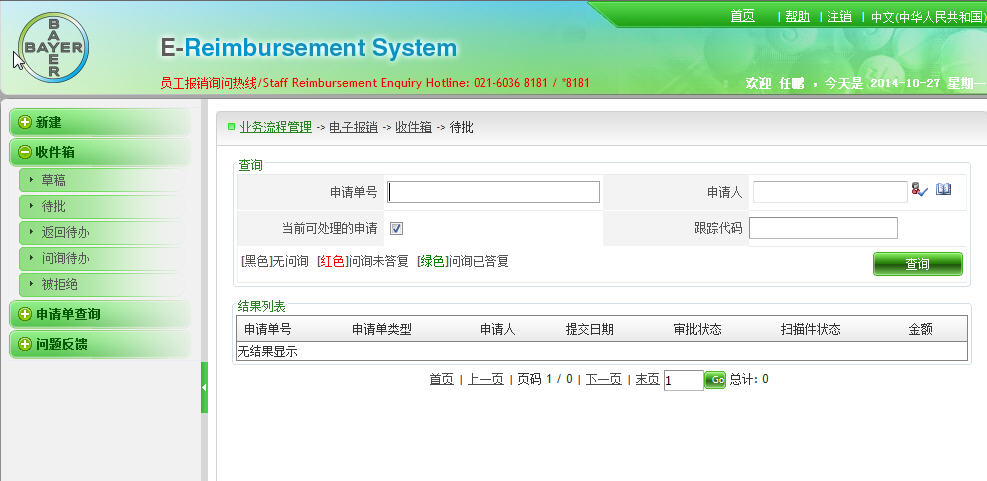 首页 | 帮助 | 注销 | 中文(中华人民共和国)
BAYER
BAYER
E-Reimbursement System
员工报销询问热线/Staff Reimbursement Enquiry Hotline: 021-6036 8181 / *8181
欢迎 任鹏 , 今天是 2014-10-27 星期一
新建
收件箱
草稿
待批
返回待办
问询待办
被拒绝
申请单查询
问题反馈
业务流程管理 -> 电子报销 -> 收件箱 -> 待批
查询
申请单号
申请人
当前可处理的申请
跟踪代码
[黑色]无问询 [红色]问询未答复 [绿色]问询已答复
查询
结果列表
申请单号 申请单类型 申请人 提交日期 审批状态 扫描件状态 金额
无结果显示
首页 | 上一页 | 页码 1 / 0 | 下一页 | 末页 1 Go 总计: 0